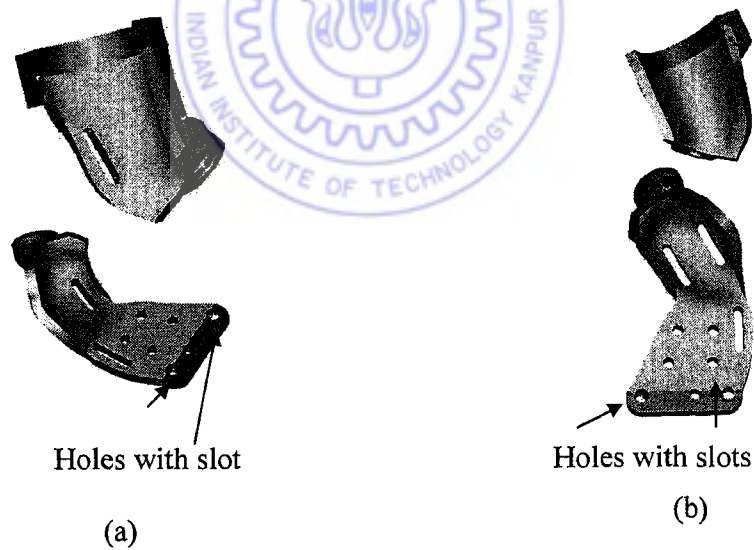 INDIAN INSTITUTE OF TECHNOLOGY KANPUR
Holes with slot
Holes with slots
(a)
(b)